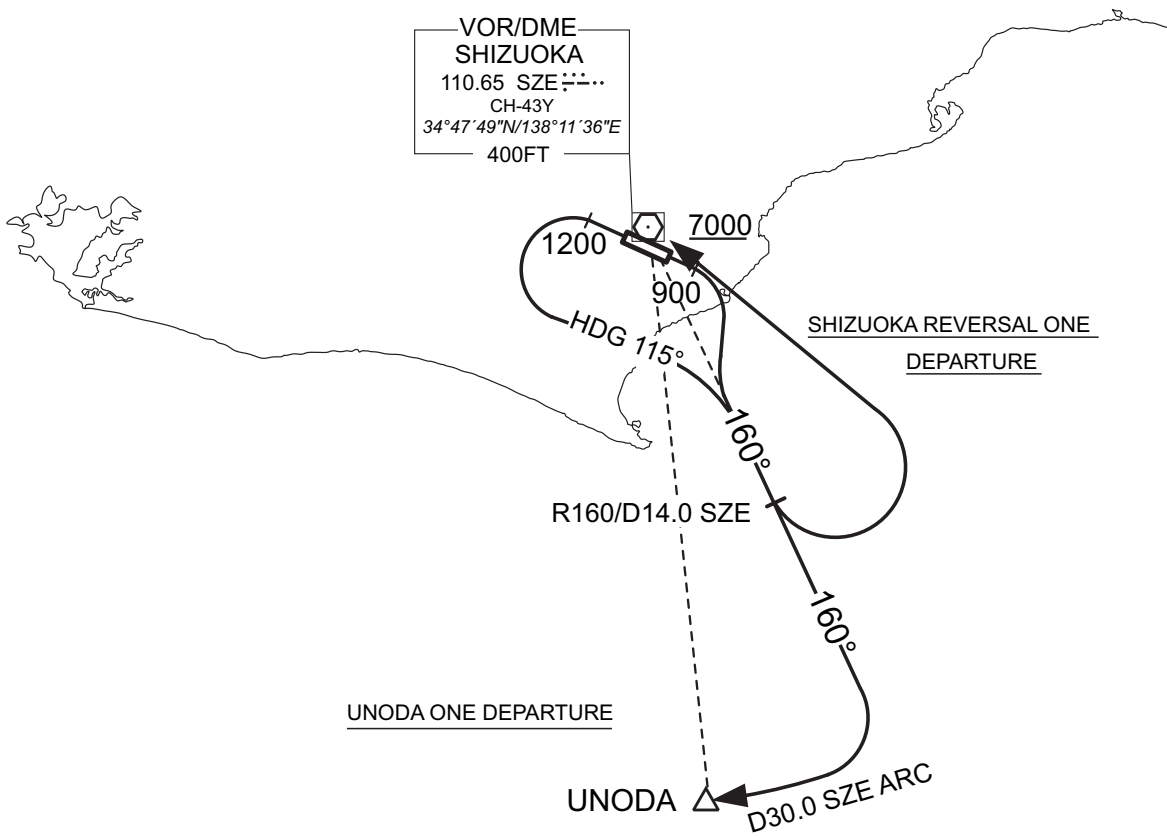 VOR/DME
SHIZUOKA
110.65 SZE
CH-43Y
34°47´49"N/138°11´36"E
400FT
7000
1200
900
HDG 115°
SHIZUOKA REVERSAL ONE
DEPARTURE
160°
R160/D14.0 SZE
160°
UNODA ONE DEPARTURE
UNODA
D30.0 SZE ARC